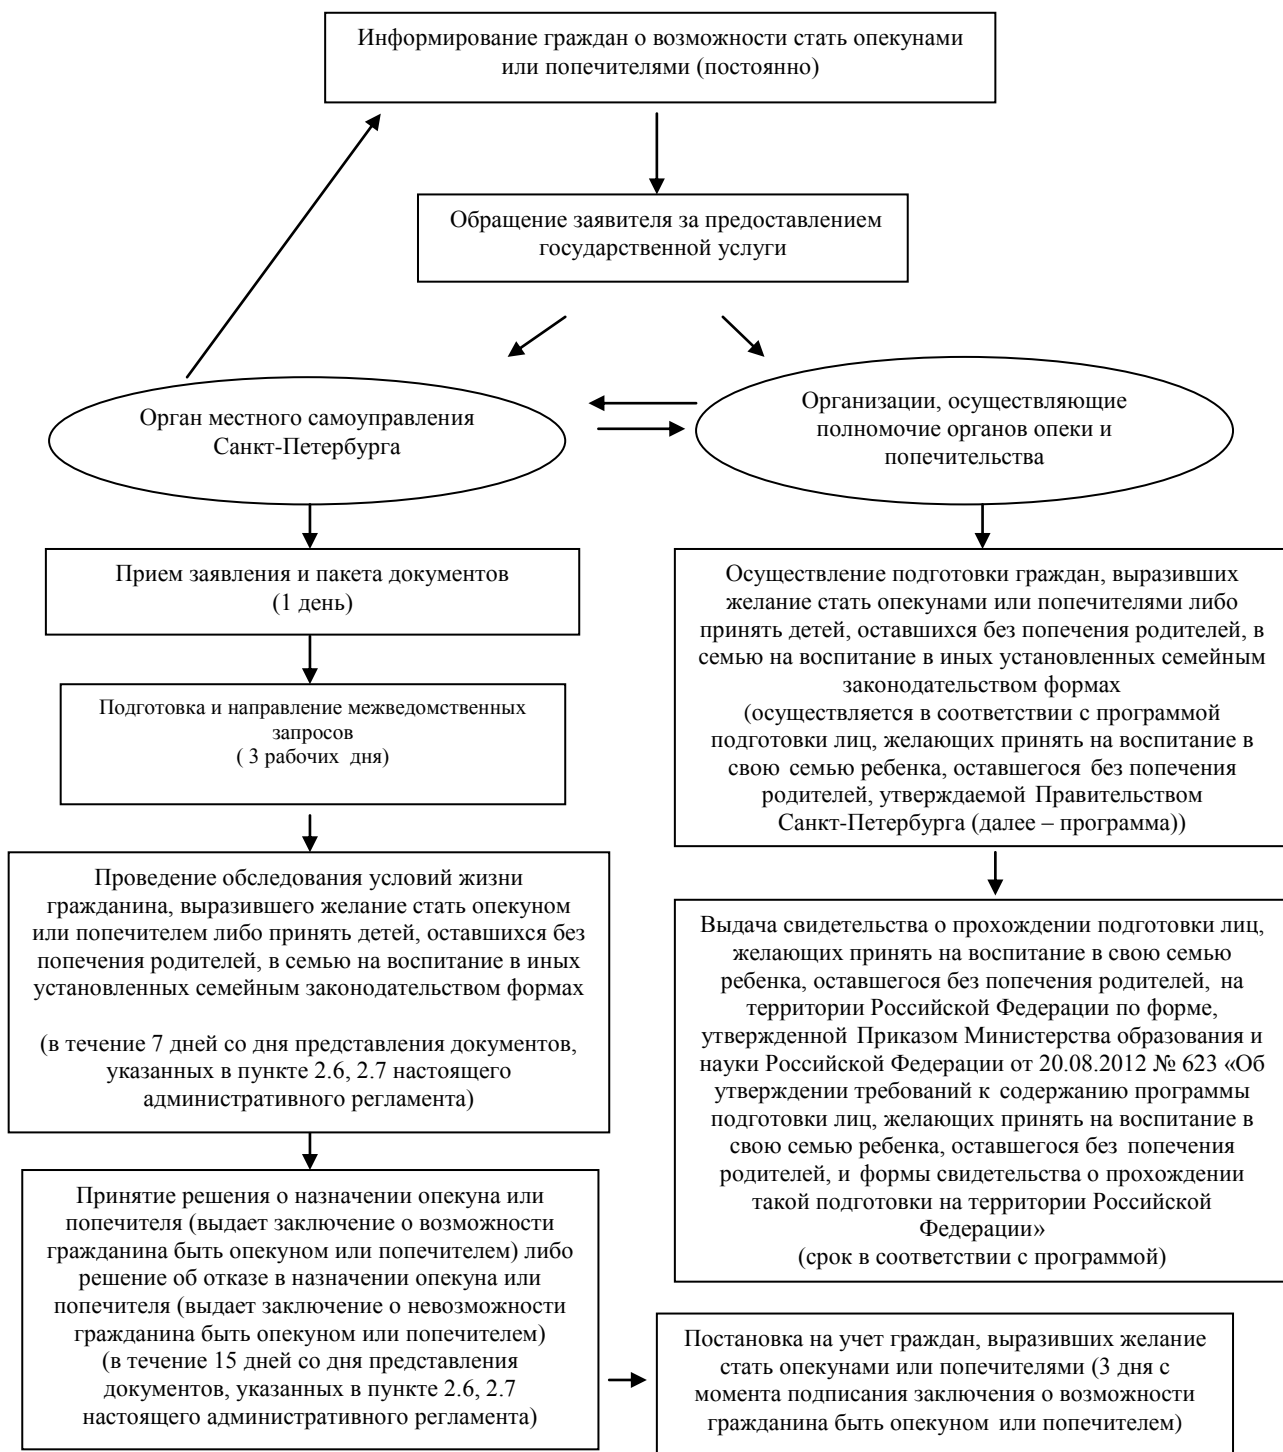 Информирование граждан о возможности стать опекунами
или попечителями (постоянно)
Обращение заявителя за предоставлением
государственной услуги
Орган местного самоуправления
Санкт-Петербурга
Организации, осуществляющие
полномочие органов опеки и
попечительства
Прием заявления и пакета документов
(1 день)
Подготовка и направление межведомственных
запросов
( 3 рабочих дня)
Проведение обследования условий жизни
гражданина, выразившего желание стать опекуном
или попечителем либо принять детей, оставшихся без
попечения родителей, в семью на воспитание в иных
установленных семейным законодательством формах
(в течение 7 дней со дня представления документов,
указанных в пункте 2.6, 2.7 настоящего
административного регламента)
Принятие решения о назначении опекуна или
попечителя (выдает заключение о возможности
гражданина быть опекуном или попечителем) либо
решение об отказе в назначении опекуна или
попечителя (выдает заключение о невозможности
гражданина быть опекуном или попечителем)
(в течение 15 дней со дня представления
документов, указанных в пункте 2.6, 2.7
настоящего административного регламента)
Осуществление подготовки граждан, выразивших
желание стать опекунами или попечителями либо
принять детей, оставшихся без попечения родителей, в
семью на воспитание в иных установленных семейным
законодательством формах
(осуществляется в соответствии с программой
подготовки лиц, желающих принять на воспитание в
свою семью ребенка, оставшегося без попечения
родителей, утверждаемой Правительством
Санкт-Петербурга (далее – программа))
Выдача свидетельства о прохождении подготовки лиц,
желающих принять на воспитание в свою семью
ребенка, оставшегося без попечения родителей, на
территории Российской Федерации по форме,
утвержденной Приказом Министерства образования и
науки Российской Федерации от 20.08.2012 № 623 «Об
утверждении требований к содержанию программы
подготовки лиц, желающих принять на воспитание в
свою семью ребенка, оставшегося без попечения
родителей, и формы свидетельства о прохождении
такой подготовки на территории Российской
Федерации»
(срок в соответствии с программой)
Постановка на учет граждан, выразивших желание
стать опекунами или попечителями (3 дня с
момента подписания заключения о возможности
гражданина быть опекуном или попечителем)